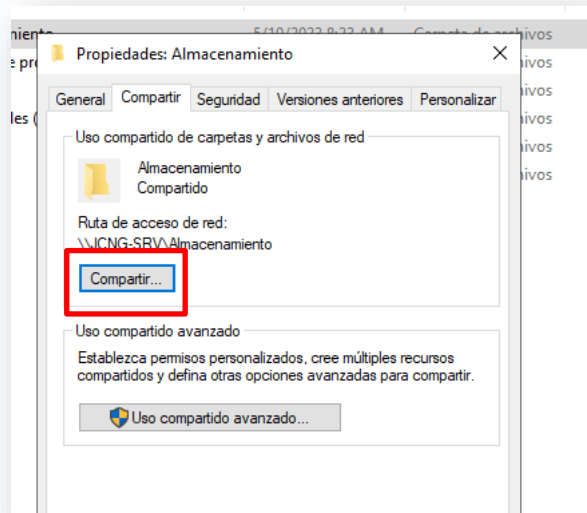 Propiedades: Almacenamiento
General Compartir Seguridad Versiones anteriores Personalizar
Uso compartido de carpetas y archivos de red
Almacenamiento
Compartido
Ruta de acceso de red:
\\JCNG-SRV\Almacenamiento
Compartir...
Uso compartido avanzado
Establezca permisos personalizados, cree múltiples recursos
compartidos y defina otras opciones avanzadas para compartir.
Uso compartido avanzado...